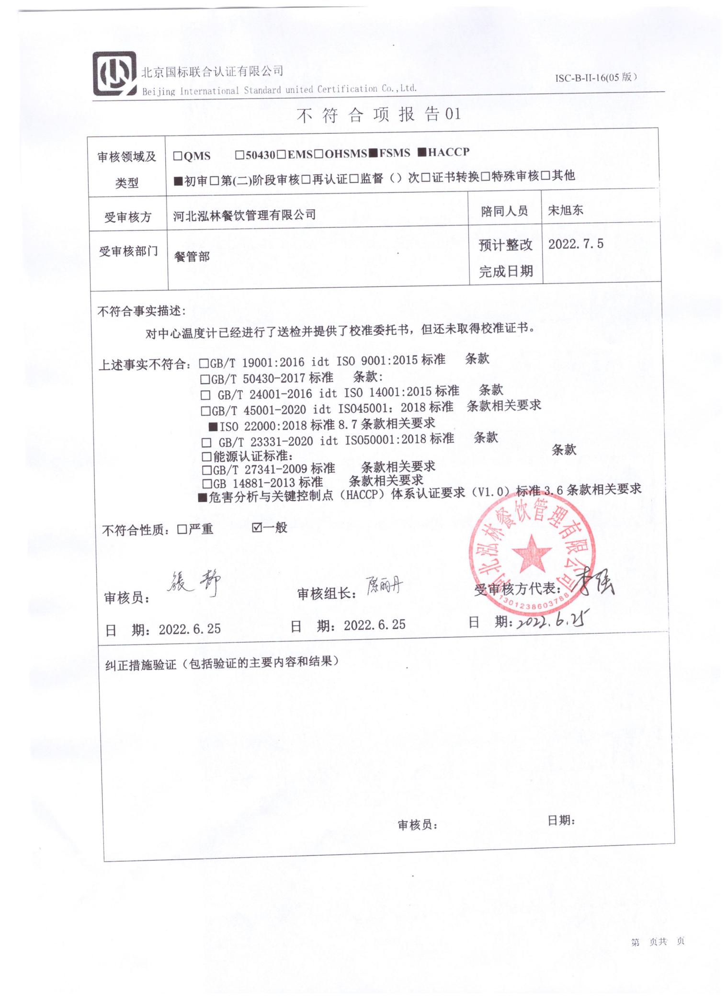 北京国标联合认证有限公司
Beijing International Standard united Certification Co.,Ltd.
ISC-B-II-16(05 版)
不 符 合 项 报 告 01
审核领域及类型
□QMS □50430□EMS□OHSMS■FSMS ■HACCP
■初审□第(二)阶段审核□再认证□监督（）次□证书转换□特殊审核□其他
受审核方
河北泓林餐饮管理有限公司
陪同人员
宋旭东
受审核部门
餐管部
预计整改完成日期
2022.7.5
不符合事实描述:
对中心温度计已经进行了送检并提供了校准委托书，但还未取得校准证书。
上述事实不符合：□GB/T 19001:2016 idt ISO 9001:2015 标准 条款
□GB/T 50430-2017 标准 条款:
□ GB/T 24001-2016 idt ISO 14001:2015 标准 条款
□GB/T 45001-2020 idt ISO45001：2018 标准 条款相关要求
■ISO 22000:2018 标准 8.7 条款相关要求
□ GB/T 23331-2020 idt ISO50001:2018 标准 条款
□能源认证标准： 条款
□GB/T 27341-2009 标准 条款相关要求
□GB 14881-2013 标准 条款相关要求
■危害分析与关键控制点（HACCP）体系认证要求（V1.0）标准 3.6 条款相关要求
不符合性质：□严重 ☑一般
河北泓林餐饮管理有限公司
1301238603788
审核员： 張静
审核组长： 丽丹
受审核方代表：李强
日 期：2022.6.25
日 期：2022.6.25
日 期：2022.6.25
纠正措施验证（包括验证的主要内容和结果）
审核员： 日期：
第 页共 页